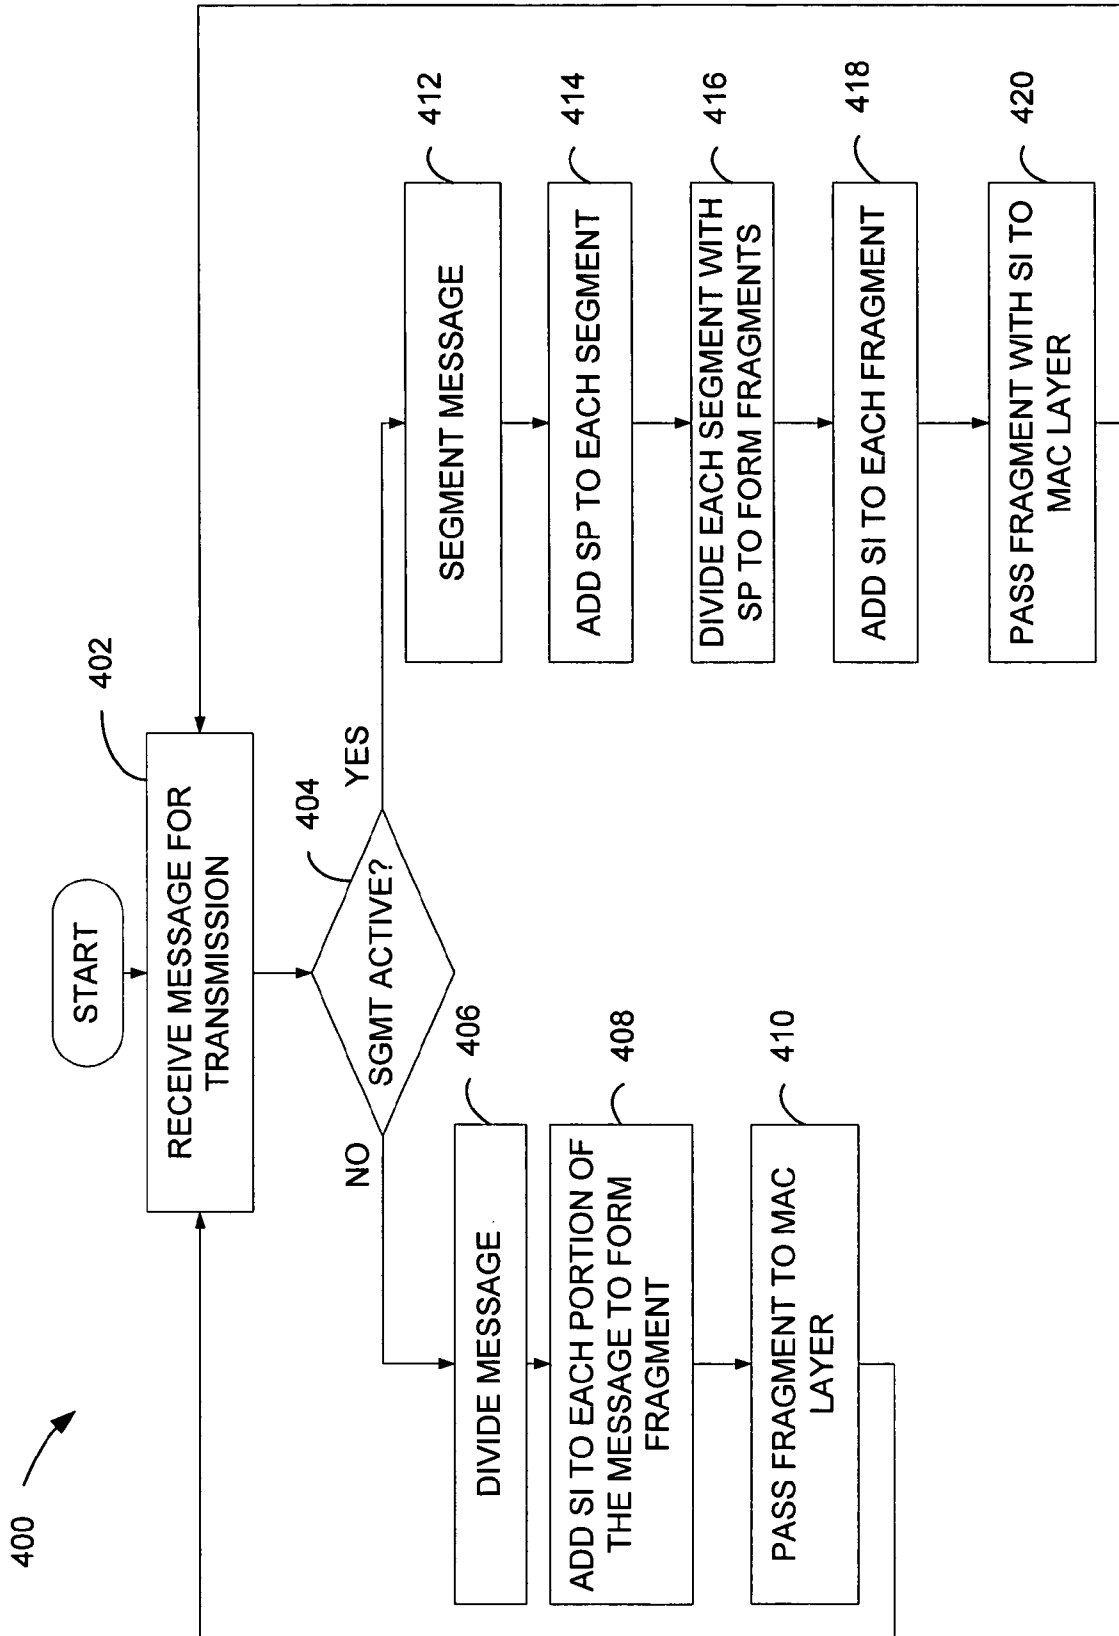 400
START
RECEIVE MESSAGE FOR
TRANSMISSION
402
SGMT ACTIVE?
404
NO
YES
DIVIDE MESSAGE
406
ADD SI TO EACH PORTION OF
THE MESSAGE TO FORM
FRAGMENT
408
PASS FRAGMENT TO MAC
LAYER
410
SEGMENT MESSAGE
412
ADD SP TO EACH SEGMENT
414
DIVIDE EACH SEGMENT WITH
SP TO FORM FRAGMENTS
416
ADD SI TO EACH FRAGMENT
418
PASS FRAGMENT WITH SI TO
MAC LAYER
420